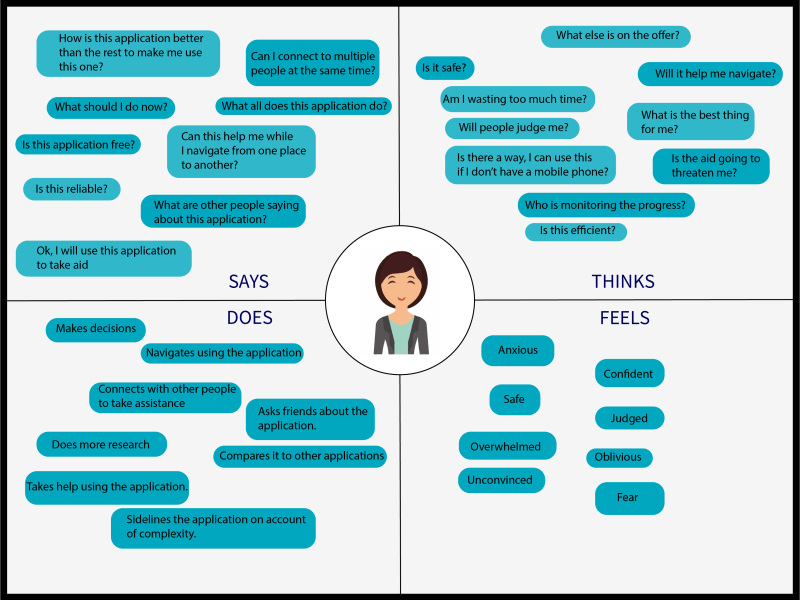 How is this application better
than the rest to make me use
this one?
Can I connect to multiple
people at the same time?
What should I do now?
What all does this application do?
Is this application free?
Can this help me while
I navigate from one place
to another?
Is this reliable?
What are other people saying
about this application?
Ok, I will use this application
to take aid
SAYS
What else is on the offer?
Is it safe?
Will it help me navigate?
Am I wasting too much time?
What is the best thing
for me?
Will people judge me?
Is there a way, I can use this
if I don't have a mobile phone?
Is the aid going to
threaten me?
Who is monitoring the progress?
Is this efficient?
THINKS
DOES
Makes decisions
Navigates using the application
Connects with other people
to take assistance
Asks friends about the
application.
Does more research
Compares it to other applications
Takes help using the application.
Sidelines the application on account
of complexity.
FEELS
Anxious
Confident
Safe
Judged
Overwhelmed
Oblivious
Unconvinced
Fear